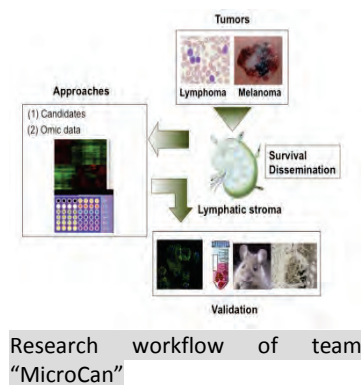 Tumors
Lymphoma Melanoma
Approaches
(1) Candidates
(2) Omic data
Survival
Dissemination
Lymphatic stroma
Validation
Research workflow of team
“MicroCan”